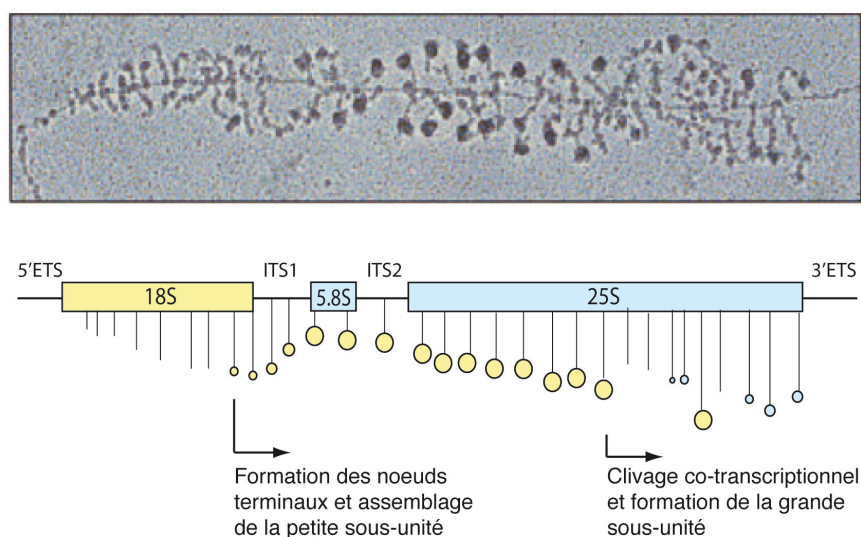 5'ETS ITS1 ITS2 3'ETS
18S 5.8S 25S
Formation des noeuds
terminaux et assemblage
de la petite sous-unité
Clivage co-transcriptionnel
et formation de la grande
sous-unité